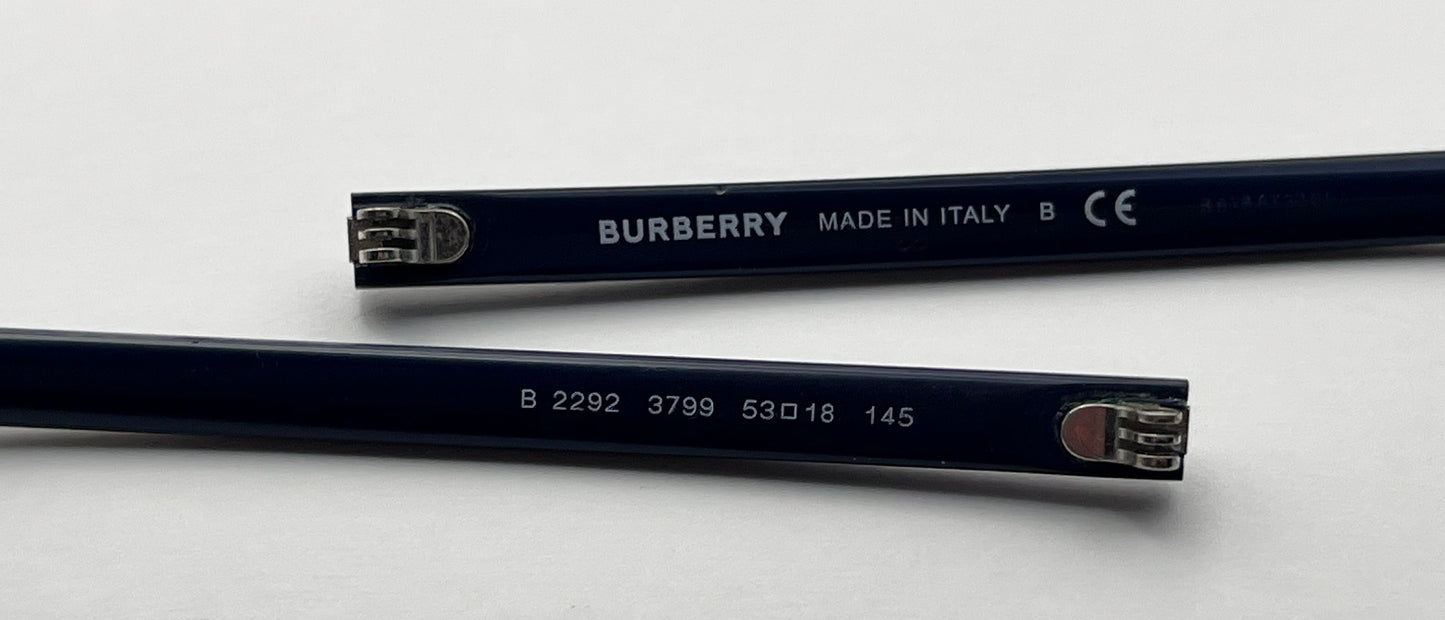 BURBERRY MADE IN ITALY B CE
B 2292 3799 53□18 145